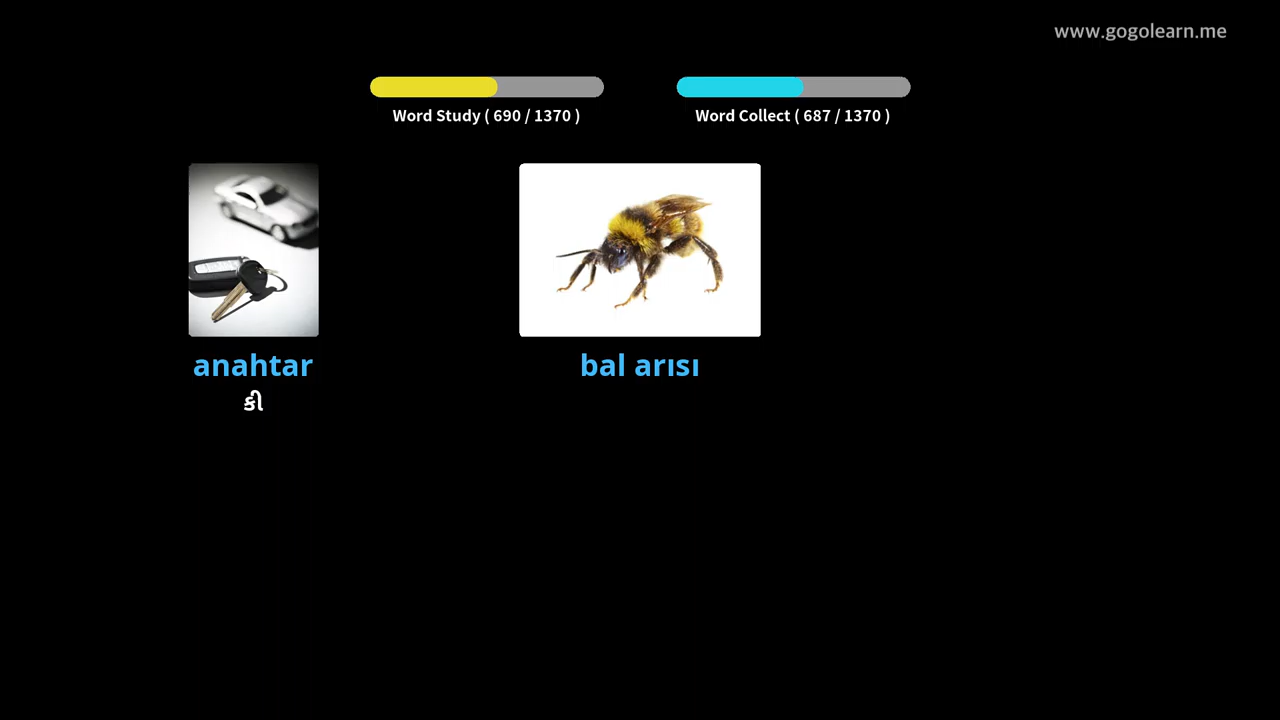 www.gogolearn.me
Word Study ( 690 / 1370 )
Word Collect ( 687 / 1370 )
anahtar
કી
bal arısı